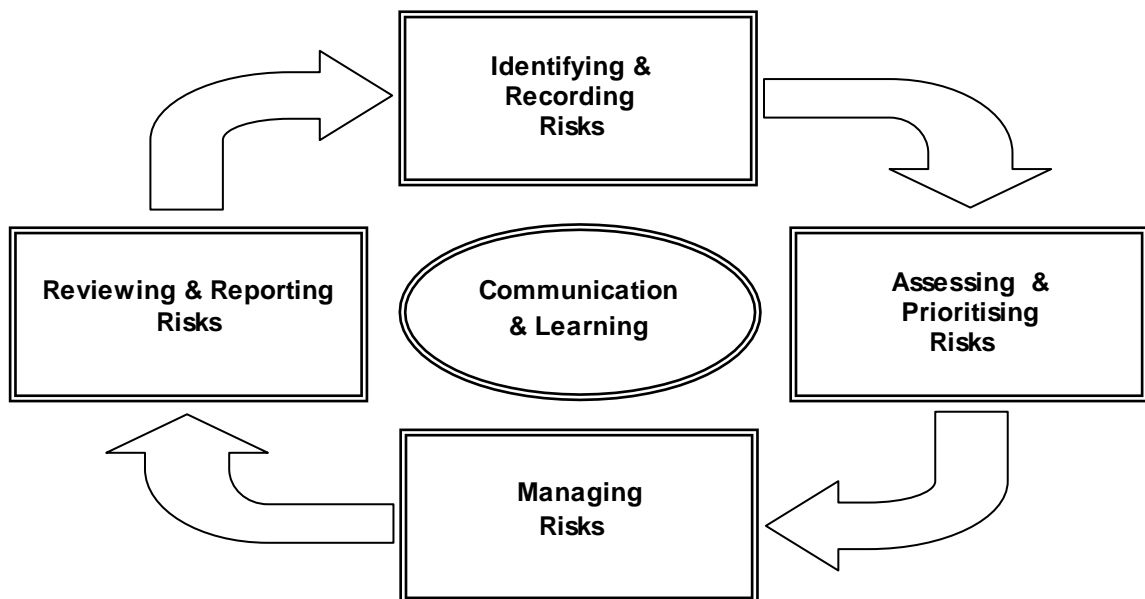 Identifying &
Recording
Risks
Reviewing & Reporting
Risks
Communication
& Learning
Assessing &
Prioritising
Risks
Managing
Risks